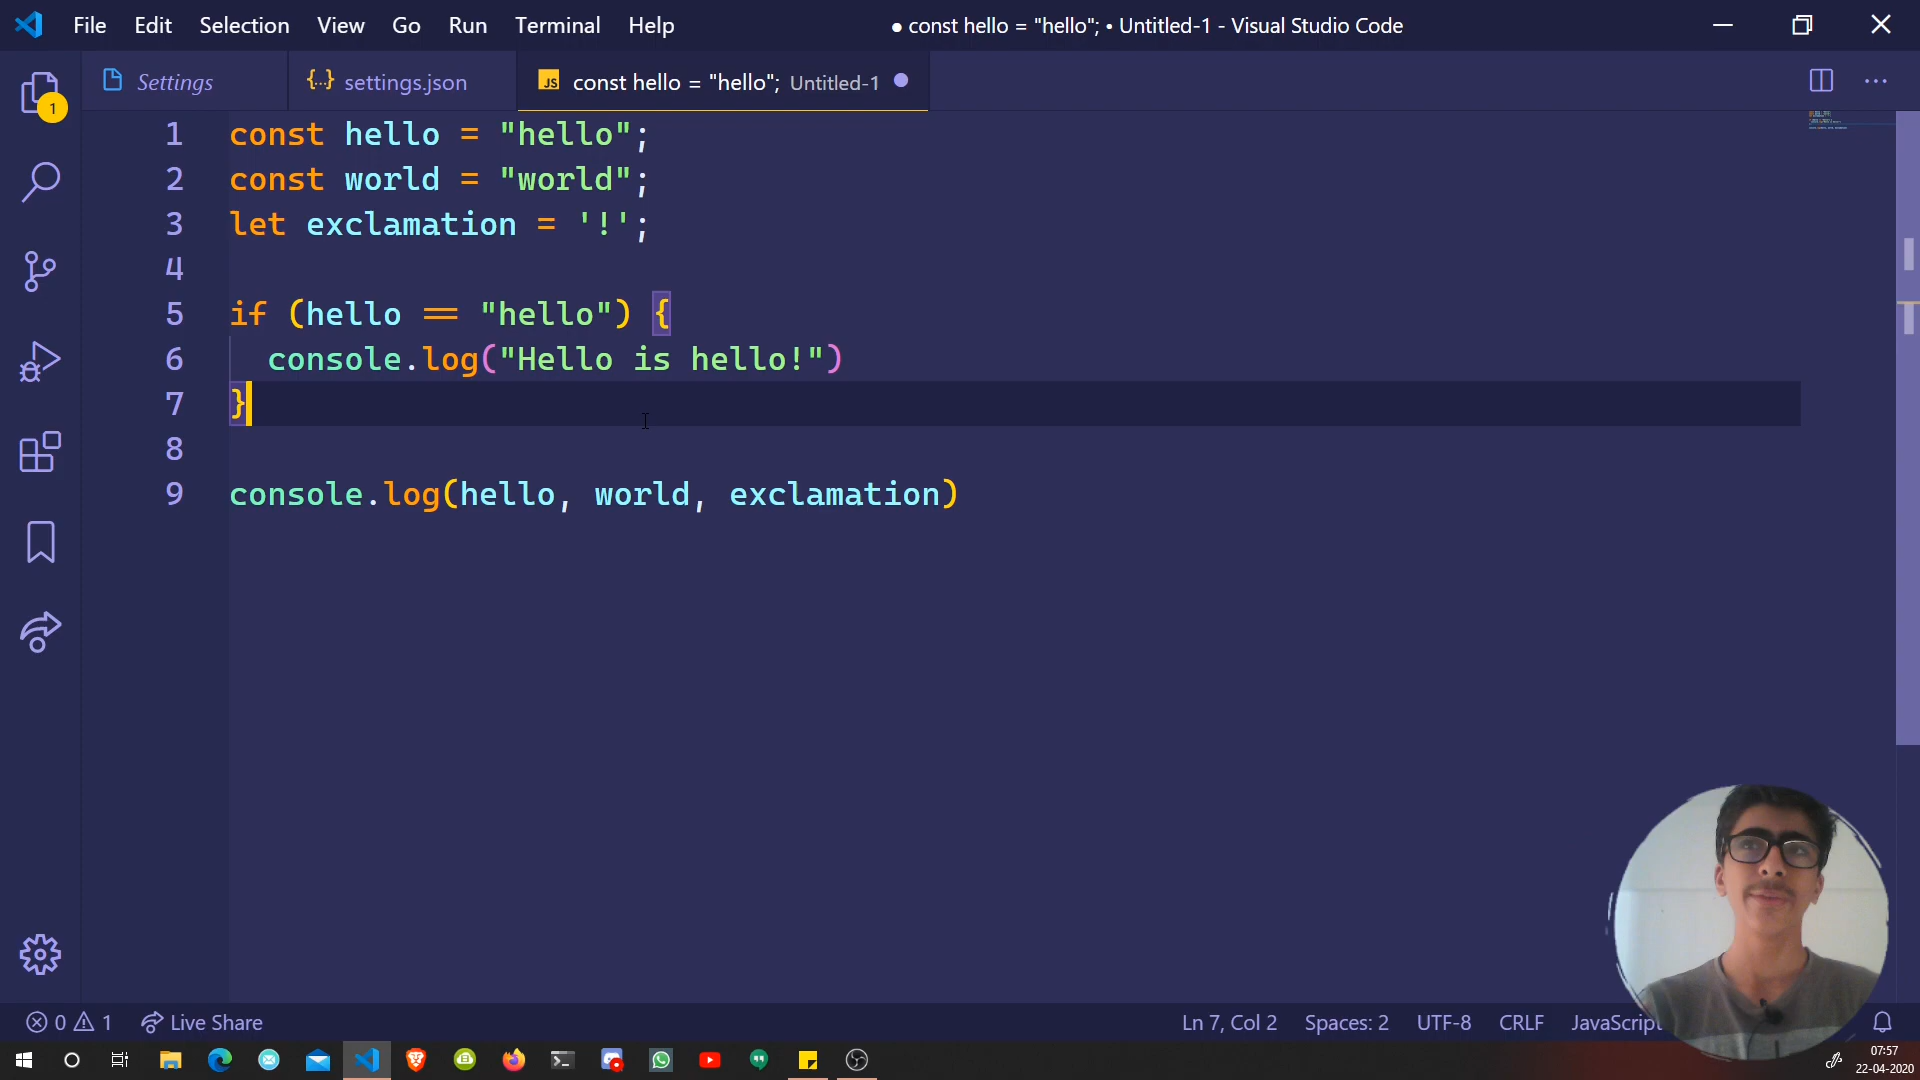 File Edit Selection View Go Run Terminal Help ● const hello = "hello"; • Untitled-1 - Visual Studio Code
Settings {..} settings.json JS const hello = "hello"; Untitled-1
1
1 const hello = "hello";
2 const world = "world";
3 let exclamation = '!';
4
5 if (hello == "hello") {
6 console.log("Hello is hello!")
7 }
8
9 console.log(hello, world, exclamation)
0 1 Live Share Ln 7, Col 2 Spaces: 2 UTF-8 CRLF JavaScript
07:57
22-04-2020